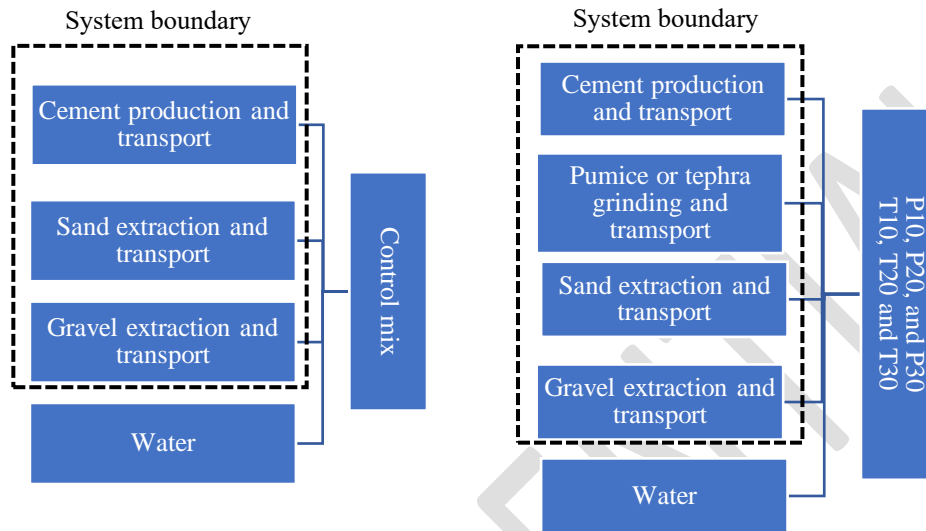 System boundary
Cement production and
transport
Sand extraction and
transport
Gravel extraction and
transport
Water
Control mix
System boundary
Cement production
and transport
Pumice or tephra
grinding and
tramsport
Sand extraction and
transport
Gravel extraction and
transport
Water
P10, P20, and P30
T10, T20 and T30